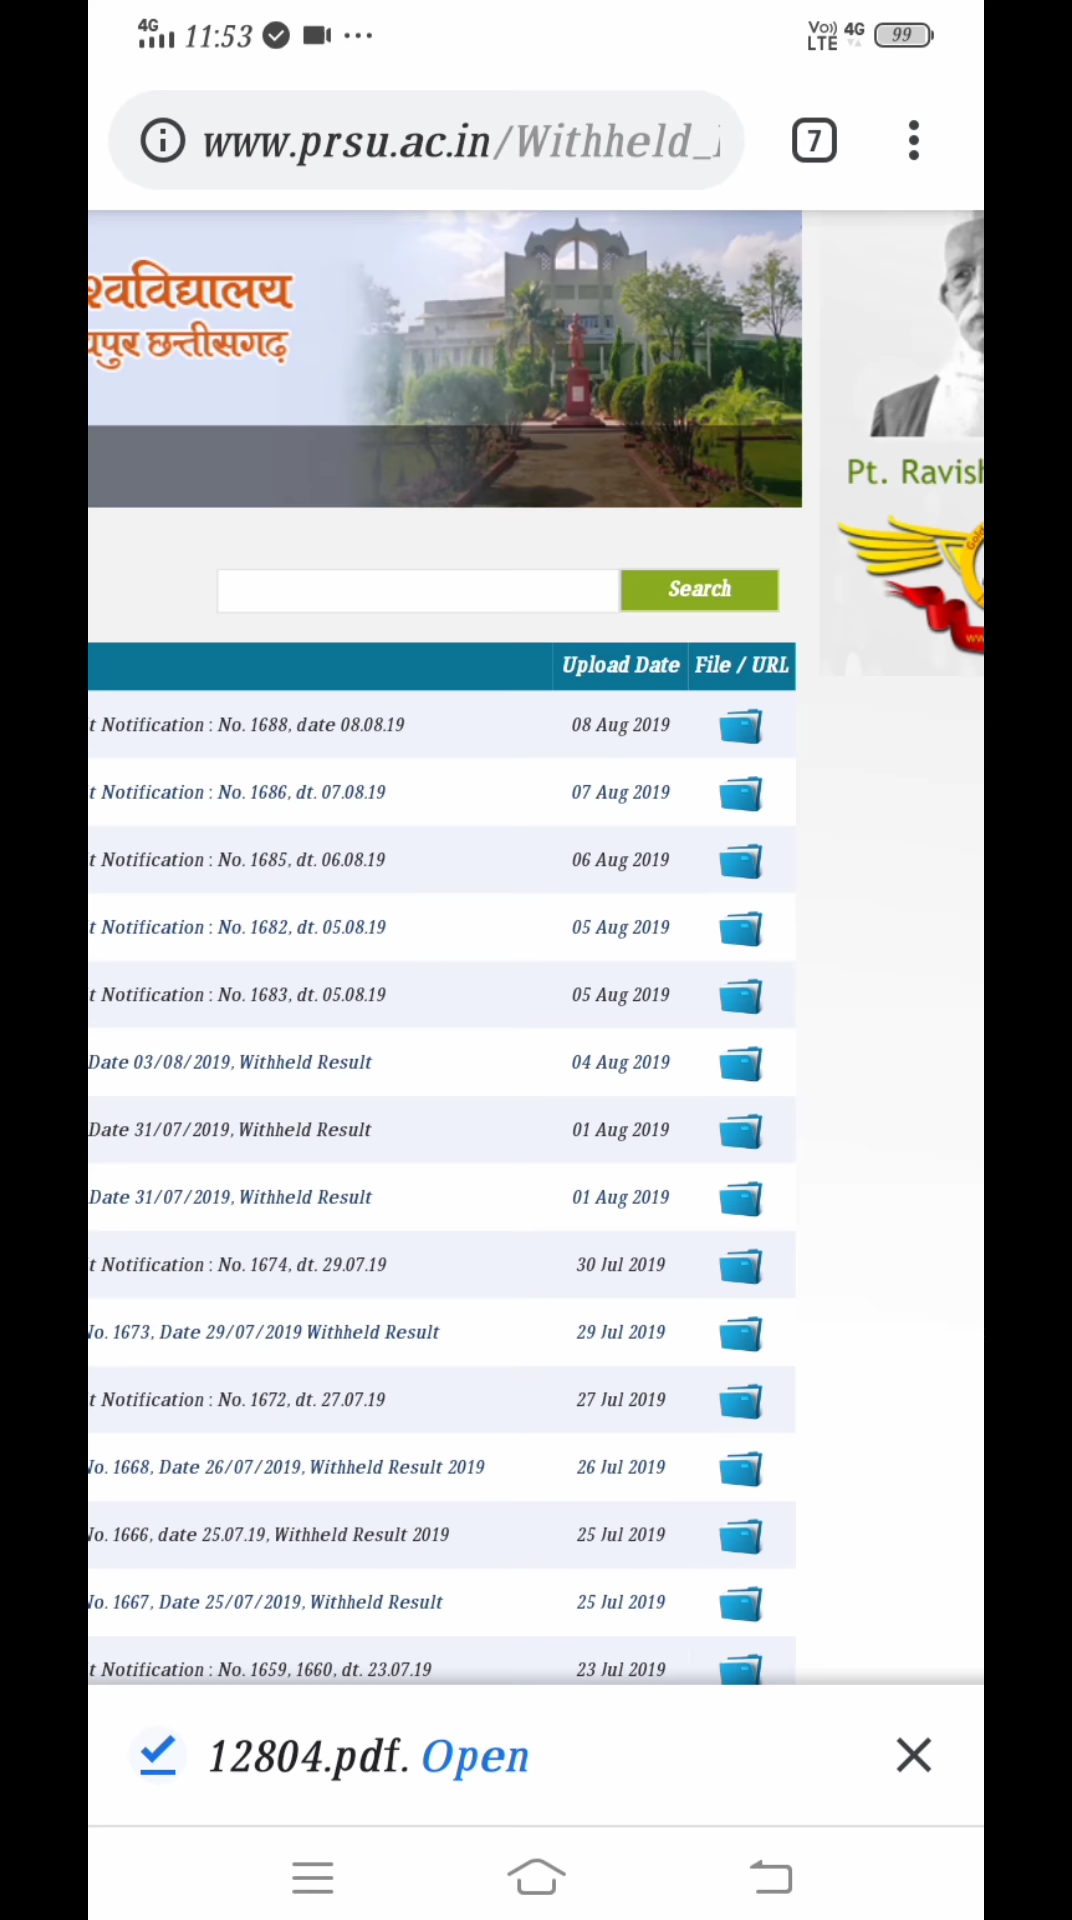 4G 11:53 Vo)) LTE 4G 99
www.prsu.ac.in/Withheld_ 7
श्वविद्यालय
यपुर छत्तीसगढ़
Pt. Ravish
Search
Upload Date File / URL
t Notification : No. 1688, date 08.08.19 08 Aug 2019
t Notification : No. 1686, dt. 07.08.19 07 Aug 2019
t Notification : No. 1685, dt. 06.08.19 06 Aug 2019
t Notification : No. 1682, dt. 05.08.19 05 Aug 2019
t Notification : No. 1683, dt. 05.08.19 05 Aug 2019
Date 03/08/2019, Withheld Result 04 Aug 2019
Date 31/07/2019, Withheld Result 01 Aug 2019
Date 31/07/2019, Withheld Result 01 Aug 2019
t Notification : No. 1674, dt. 29.07.19 30 Jul 2019
No. 1673, Date 29/07/2019 Withheld Result 29 Jul 2019
t Notification : No. 1672, dt. 27.07.19 27 Jul 2019
No. 1668, Date 26/07/2019, Withheld Result 2019 26 Jul 2019
No. 1666, date 25.07.19, Withheld Result 2019 25 Jul 2019
No. 1667, Date 25/07/2019, Withheld Result 25 Jul 2019
t Notification : No. 1659, 1660, dt. 23.07.19 23 Jul 2019
12804.pdf. Open